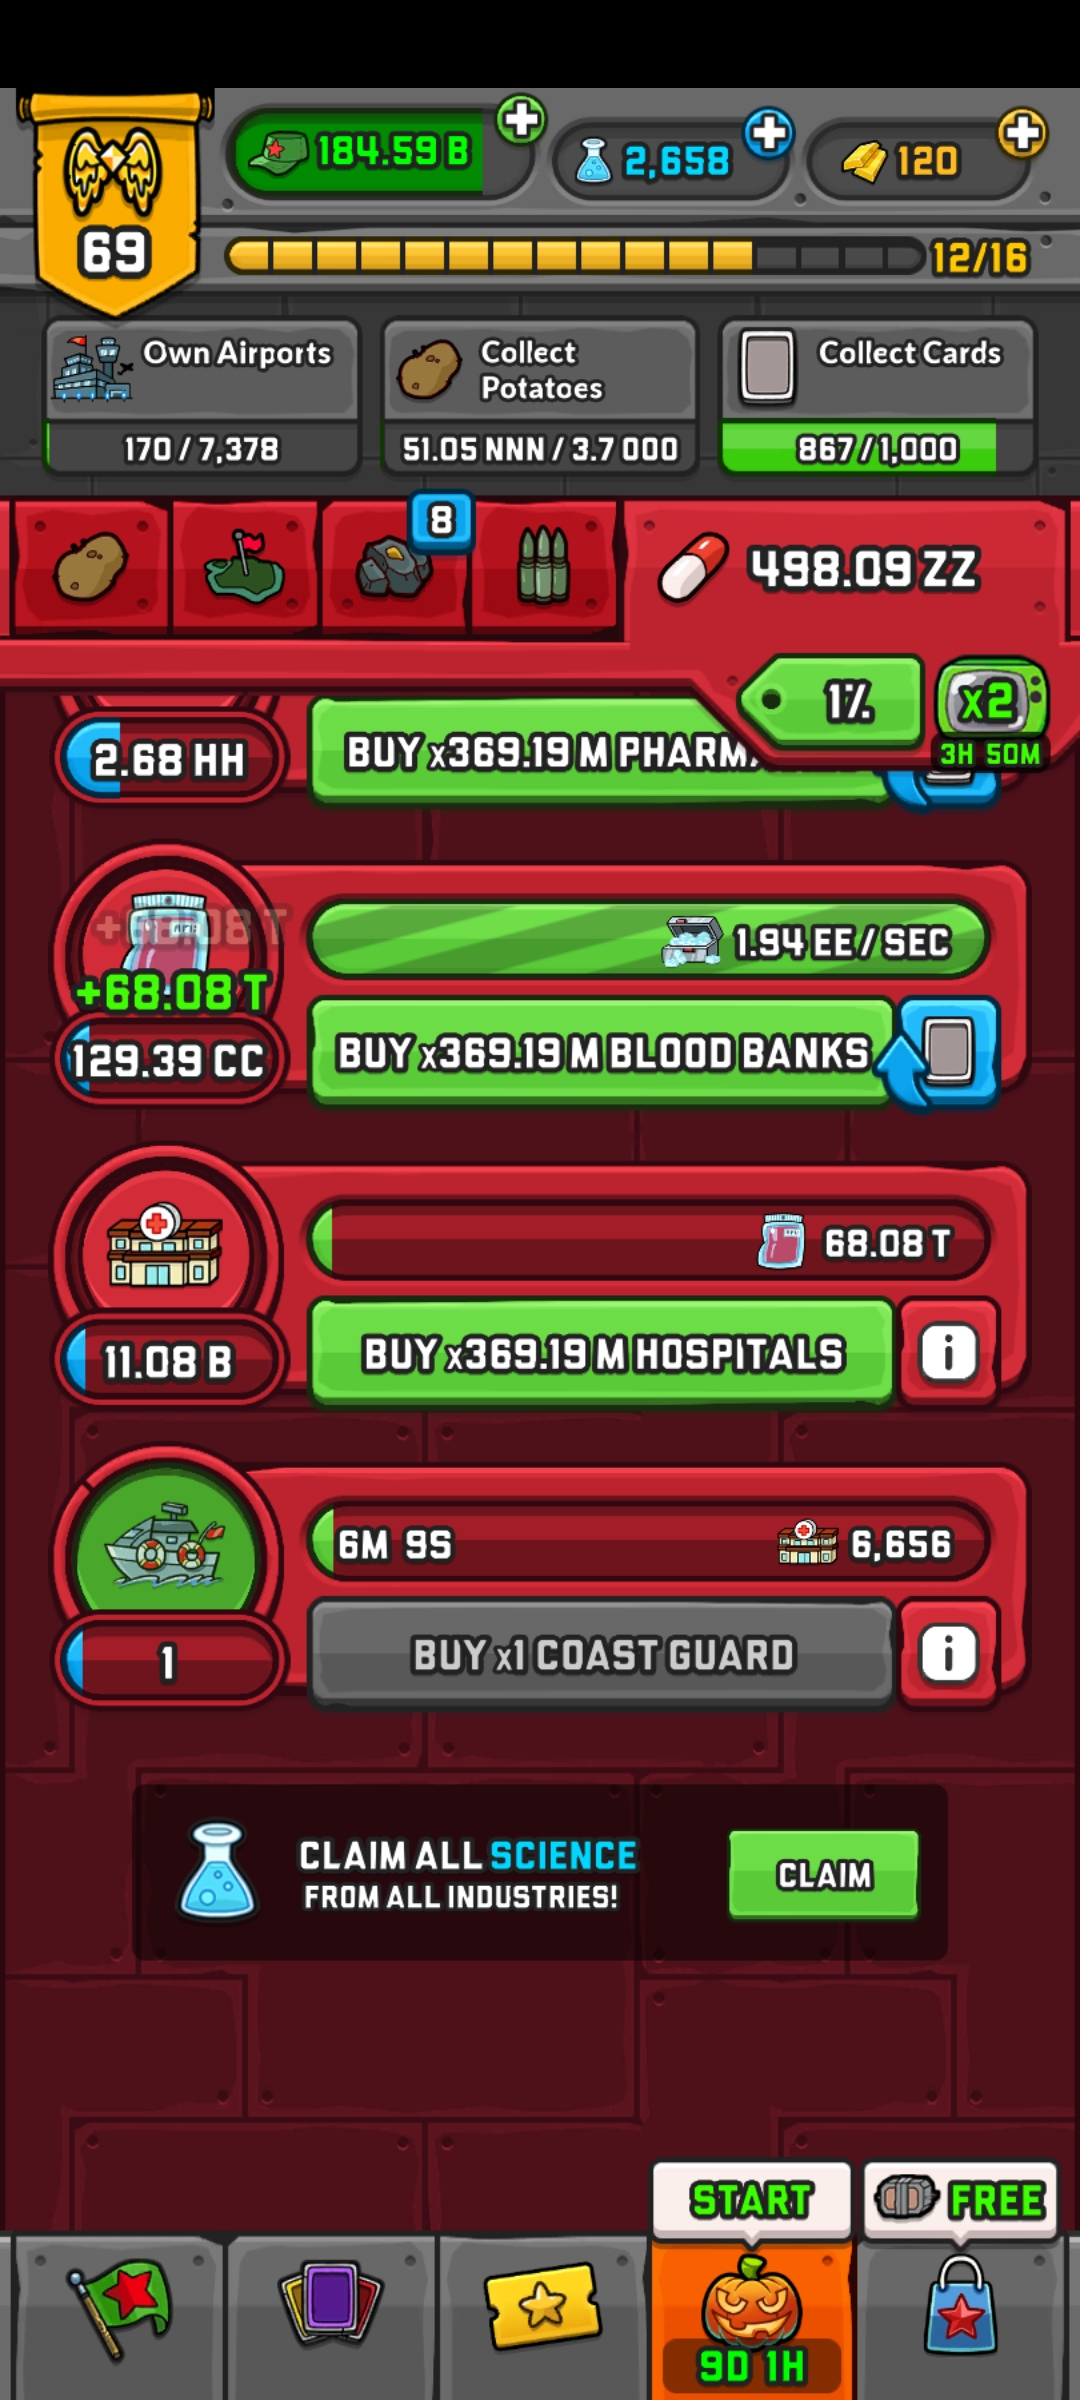 69
184.59 B
2,658
120
12/16
Own Airports
170 / 7,378
Collect
Potatoes
51.05 NNN / 3.7 OOO
Collect Cards
867 / 1,000
8
498.09 ZZ
1%
x2
3H 50M
2.68 HH
BUY x369.19 M PHARM
+68.08 T
+68.08 T
1.94 EE / SEC
129.39 CC
BUY x369.19 M BLOOD BANKS
68.08 T
11.08 B
BUY x369.19 M HOSPITALS
i
6M 9S
6,656
1
BUY x1 COAST GUARD
i
CLAIM ALL SCIENCE
FROM ALL INDUSTRIES!
CLAIM
START
FREE
9D 1H